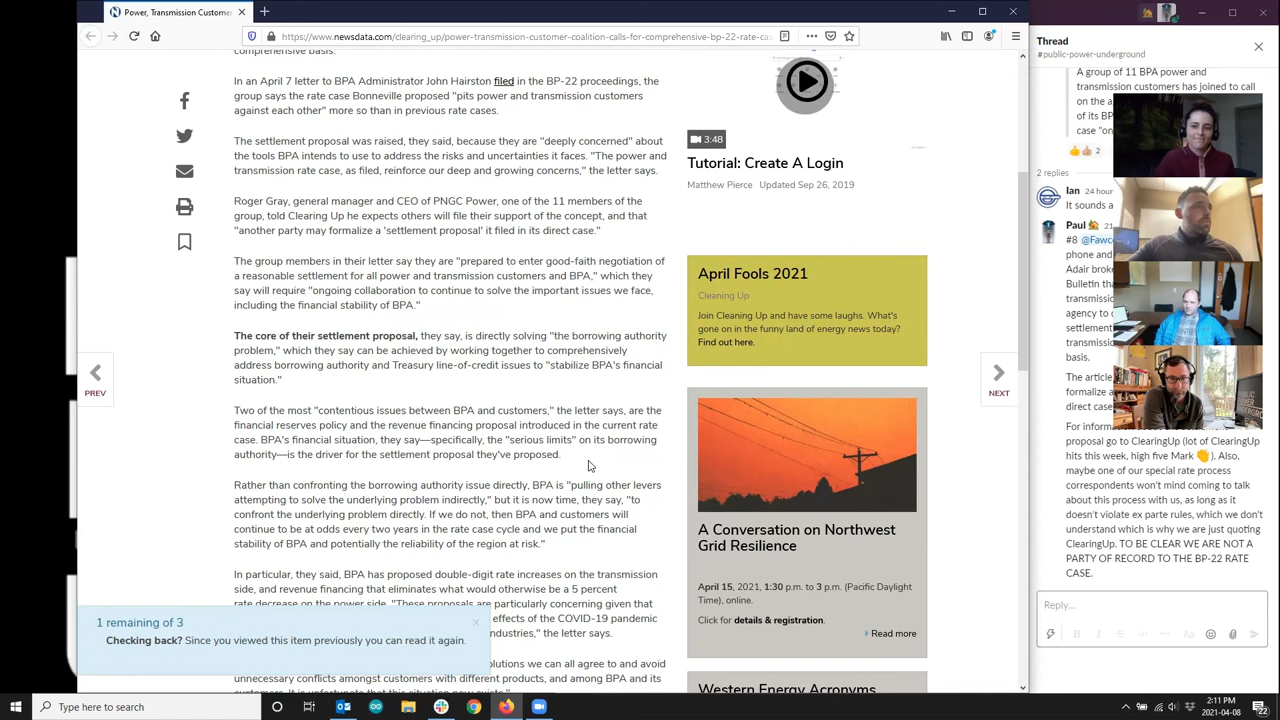 Power, Transmission Custome
https://www.newsdata.com/clearing_up/power-transmission-customer-coalition-calls-for-comprehensive-bp-22-rate-ca
comprehensive basis.
In an April 7 letter to BPA Administrator John Hairston filed in the BP-22 proceedings, the
group says the rate case Bonneville proposed "pits power and transmission customers
against each other" more so than in previous rate cases.
The settlement proposal was raised, they said, because they are "deeply concerned" about
the tools BPA intends to use to address the risks and uncertainties it faces. "The power and
transmission rate case, as filed, reinforce our deep and growing concerns," the letter says.
Roger Gray, general manager and CEO of PNGC Power, one of the 11 members of the
group, told Clearing Up he expects others will file their support of the concept, and that
"another party may formalize a 'settlement proposal' it filed in its direct case."
The group members in their letter say they are "prepared to enter good-faith negotiation of
a reasonable settlement for all power and transmission customers and BPA," which they
say will require "ongoing collaboration to continue to solve the important issues we face,
including the financial stability of BPA."
The core of their settlement proposal, they say, is directly solving "the borrowing authority
problem," which they say can be achieved by working together to comprehensively
address borrowing authority and Treasury line-of-credit issues to "stabilize BPA's financial
situation."
Two of the most "contentious issues between BPA and customers," the letter says, are the
financial reserves policy and the revenue financing proposal introduced in the current rate
case. BPA's financial situation, they say—specifically, the "serious limits" on its borrowing
authority—is the driver for the settlement proposal they've proposed.
Rather than confronting the borrowing authority issue directly, BPA is "pulling other levers
attempting to solve the underlying problem indirectly," but it is now time, they say, "to
confront the underlying problem directly. If we do not, then BPA and customers will
continue to be at odds every two years in the rate case cycle and we put the financial
stability of BPA and potentially the reliability of the region at risk."
In particular, they said, BPA has proposed double-digit rate increases on the transmission
side, and revenue financing that eliminates what would otherwise be a 5 percent
rate decrease on the power side. "These proposals are particularly concerning given that
effects of the COVID-19 pandemic
ndustries," the letter says.
olutions we can all agree to and avoid
unnecessary conflicts amongst customers with different products, and among BPA and its
customers. It is unfortunate that this situation now exists."
PREV
NEXT
1 remaining of 3
Checking back? Since you viewed this item previously you can read it again.
3:48
Tutorial: Create A Login
Matthew Pierce Updated Sep 26, 2019
April Fools 2021
Cleaning Up
Join Cleaning Up and have some laughs. What's
gone on in the funny land of energy news today?
Find out here.
A Conversation on Northwest
Grid Resilience
April 15, 2021, 1:30 p.m. to 3 p.m. (Pacific Daylight
Time), online.
Click for details & registration.
Read more
Western Energy Acronyms
Thread
#public-power-underground
A group of 11 BPA power and
transmission customers has joined to call
on the a
of its BP
case "on
2
2 replies
Ian 24 hour
It sounds a
Paul 21
#8 @Fawc
phone and
Adair broke
Bulletin tha
transmissio
agency to c
settlement
transmissio
basis.
The article
formalize a
direct case
For information
proposal go to ClearingUp (lot of ClearingUp
hits this week, high five Mark 👋). Also,
maybe one of our special rate process
correspondents won't mind coming to talk
about this process with us, as long as it
doesn't violate ex parte rules, which we don't
understand which is why we are just quoting
ClearingUp. TO BE CLEAR WE ARE NOT A
PARTY OF RECORD TO THE BP-22 RATE
CASE.
Reply...
Type here to search
2:11 PM
2021-04-08
22